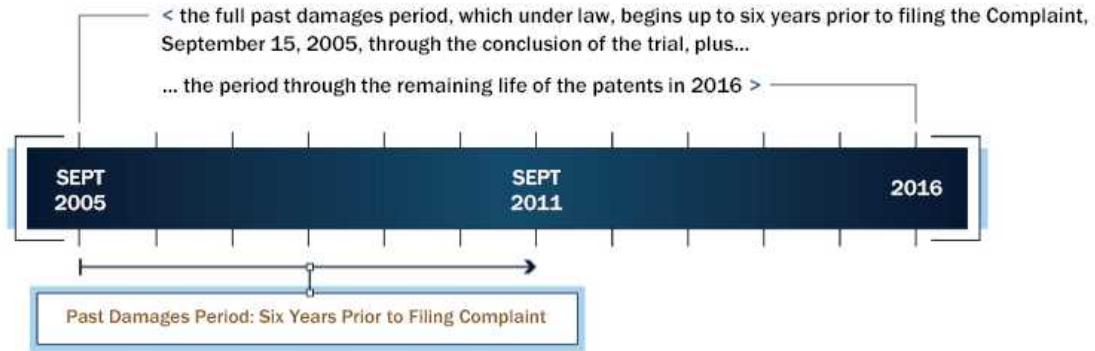 < the full past damages period, which under law, begins up to six years prior to filing the Complaint,
September 15, 2005, through the conclusion of the trial, plus...
... the period through the remaining life of the patents in 2016 >
SEPT
2005
SEPT
2011
2016
Past Damages Period: Six Years Prior to Filing Complaint